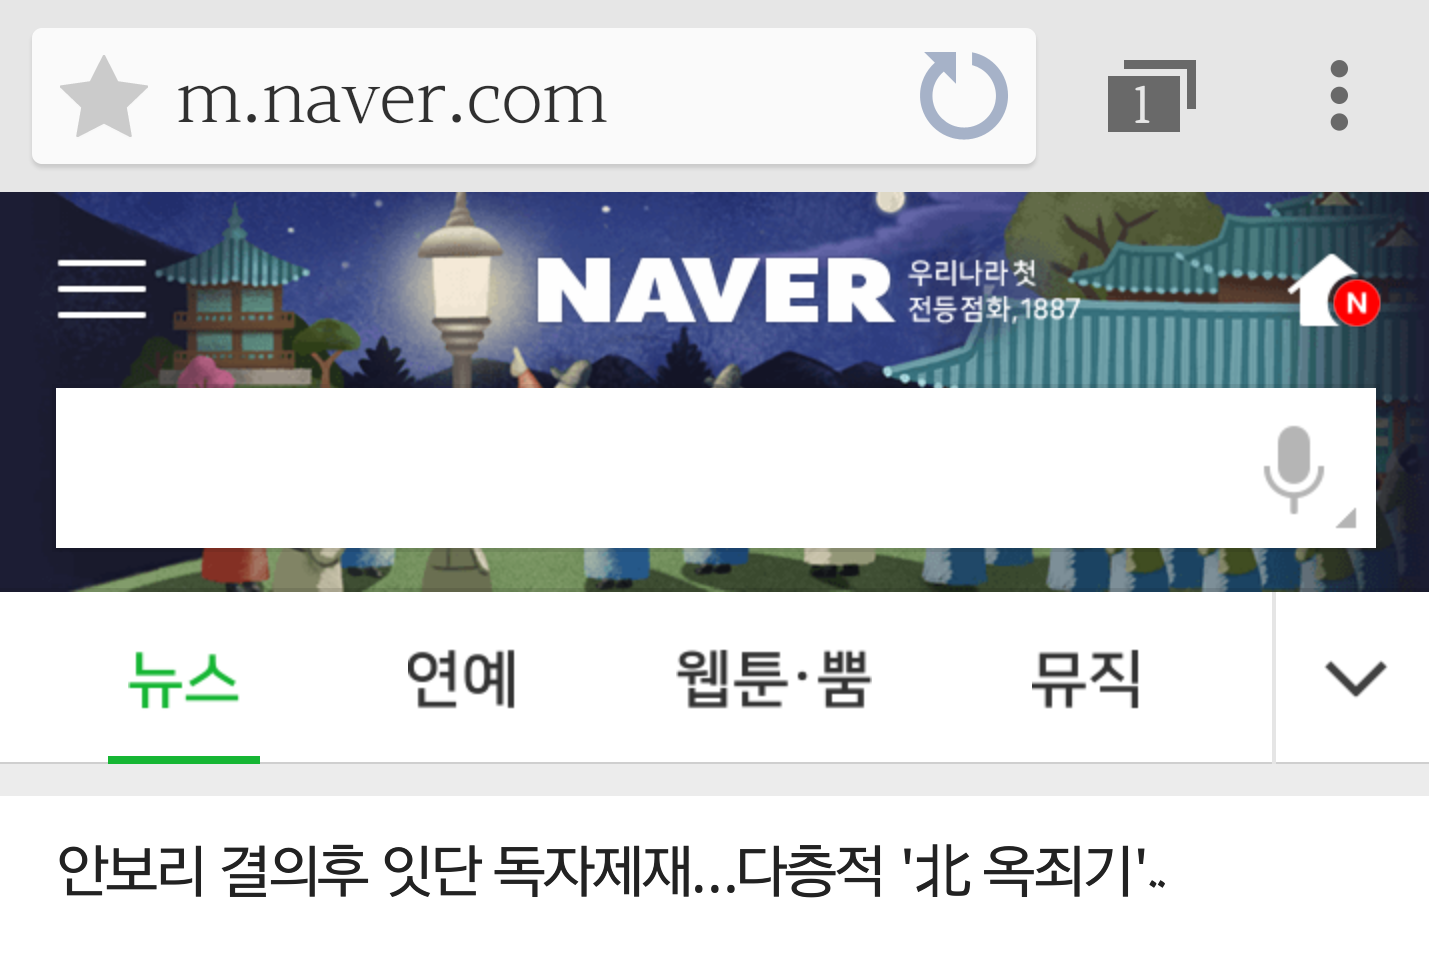 m.naver.com
1
NAVER
우리나라 첫
전등 점화, 1887
N
뉴스
연예
웹툰·뿜
뮤직
안보리 결의후 잇단 독자제재...다층적 '北 옥죄기'..